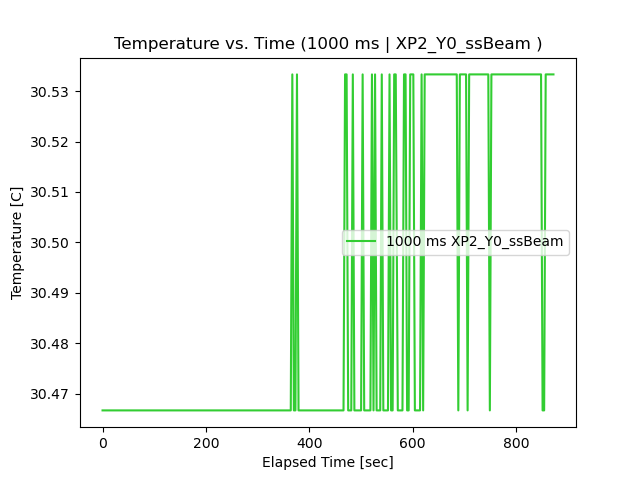 Temperature vs. Time (1000 ms | XP2_Y0_ssBeam )
30.53
30.52
30.51
30.50
30.49
30.48
30.47
Temperature [C]
1000 ms XP2_Y0_ssBeam
0 200 400 600 800
Elapsed Time [sec]